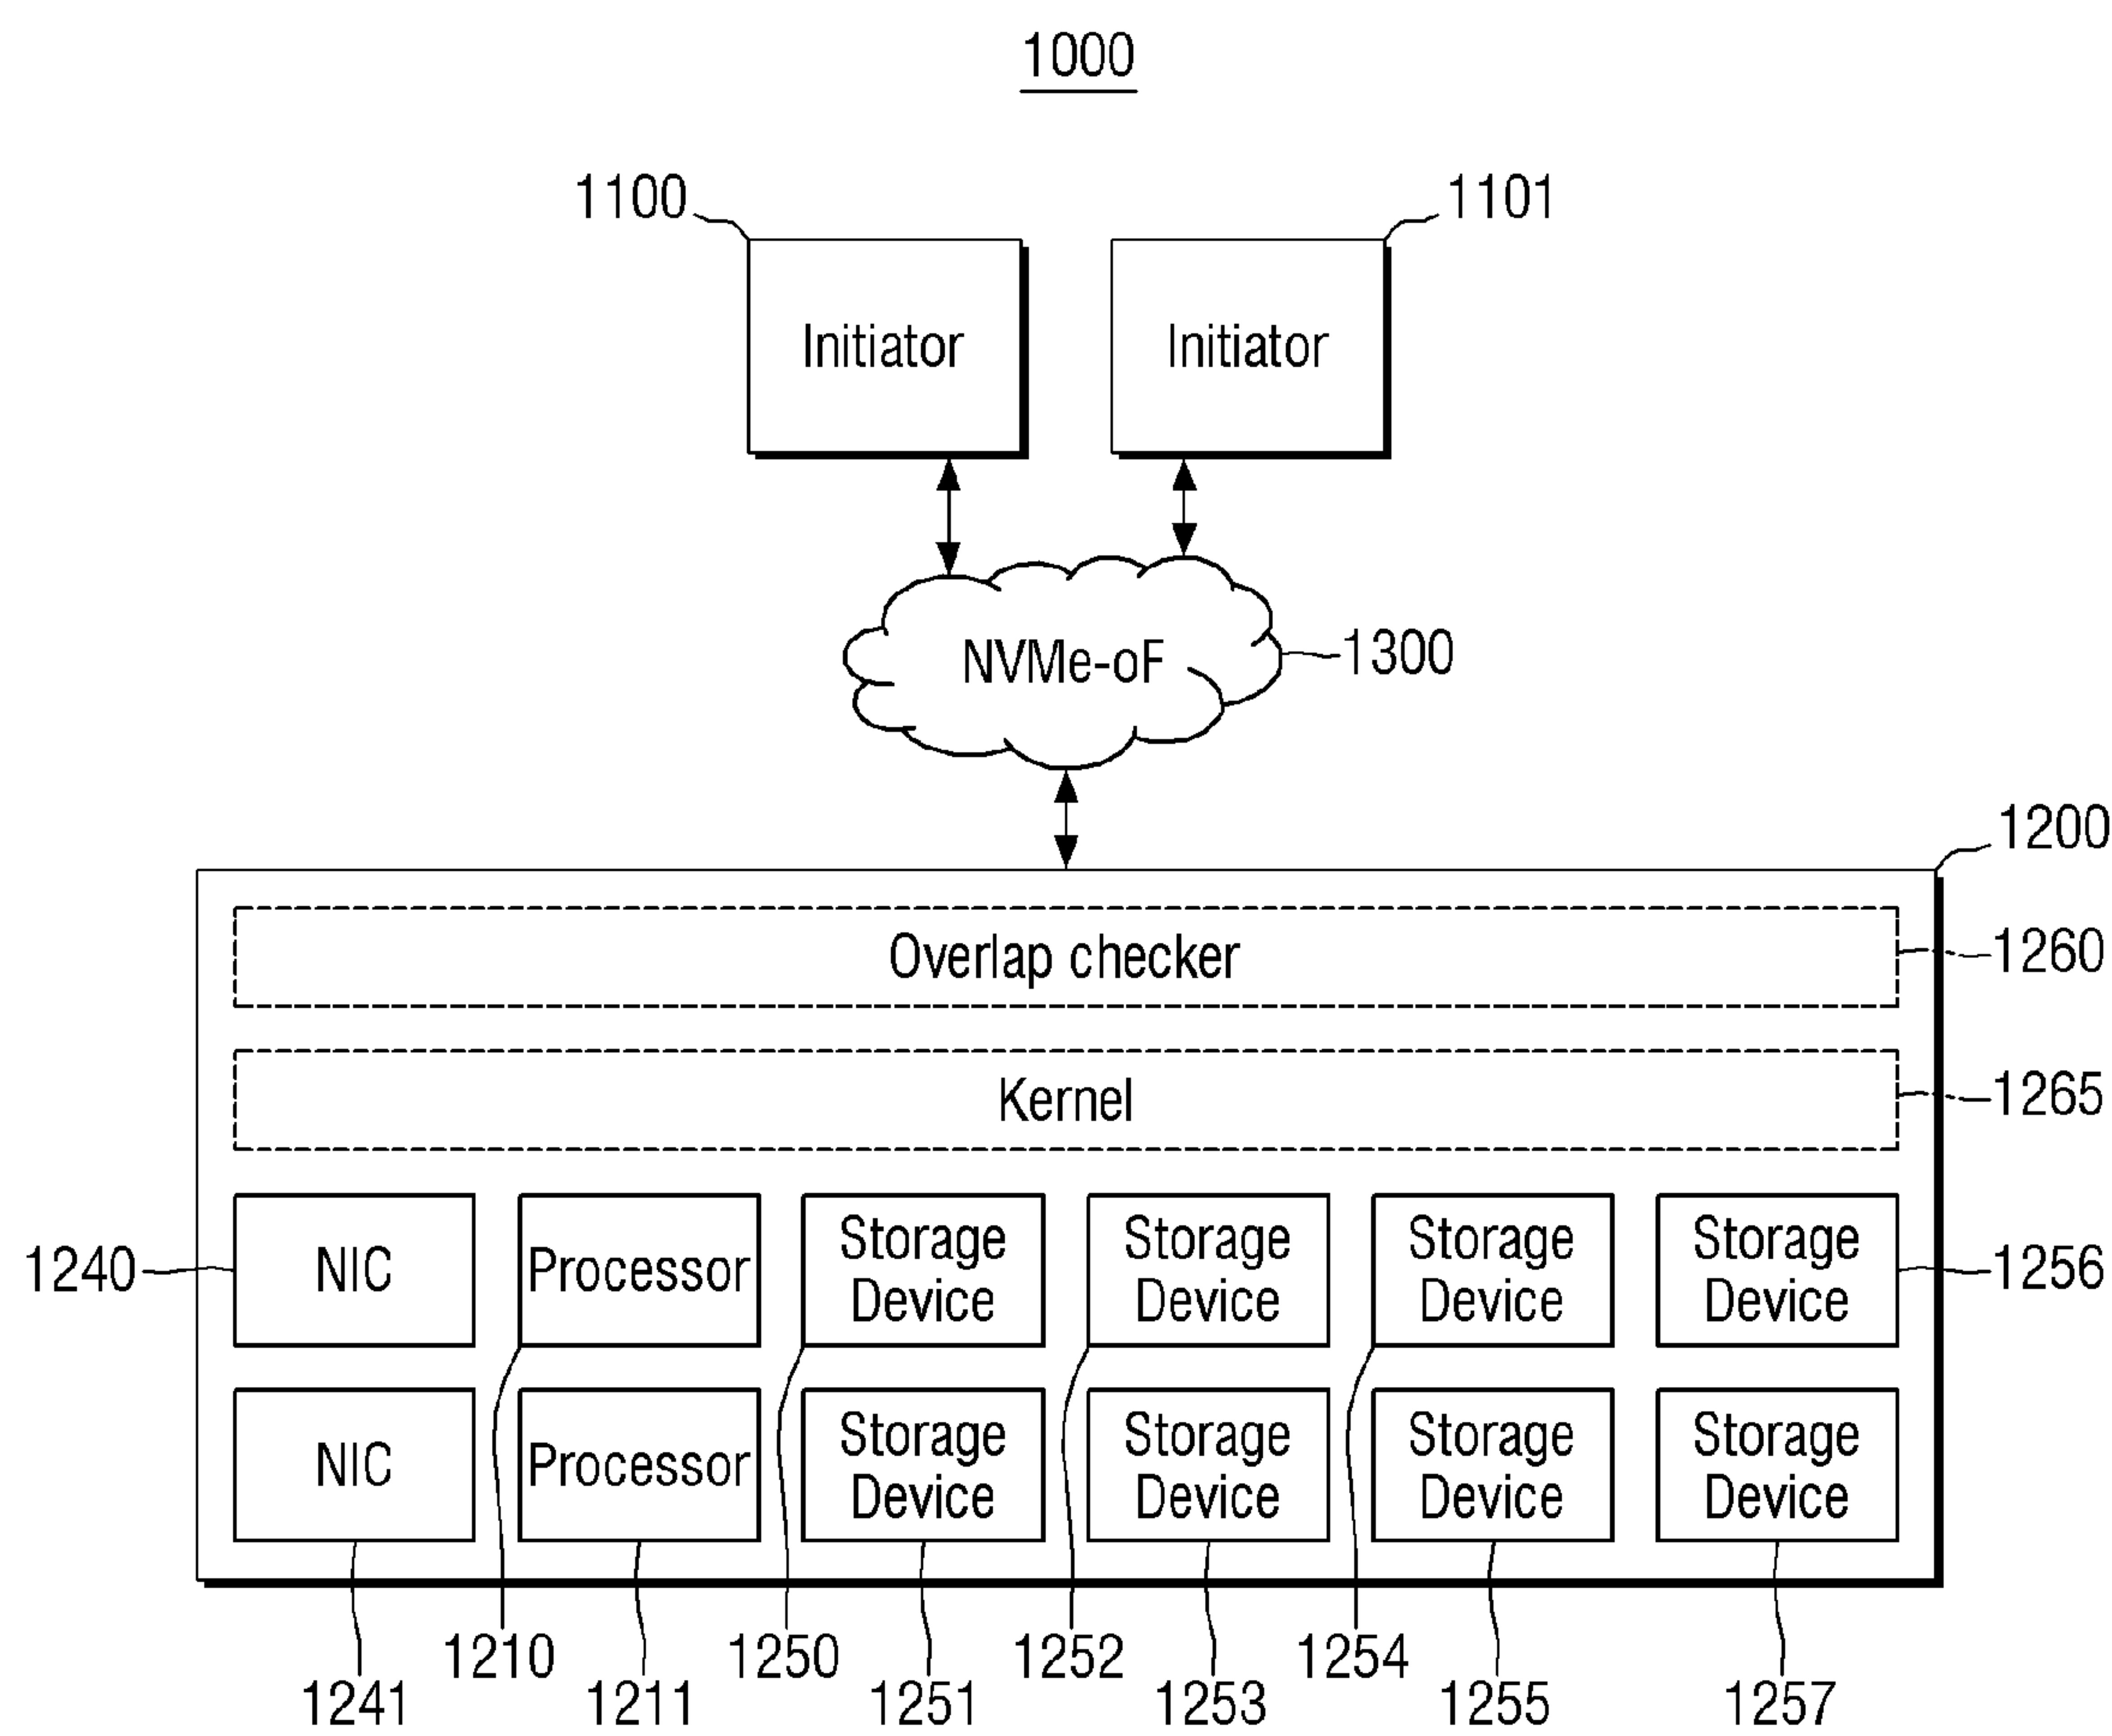 1000
1100
1101
Initiator
Initiator
NVMe-oF
1300
1200
Overlap checker
1260
Kernel
1265
1240
NIC
Processor
Storage
Device
Storage
Device
Storage
Device
Storage
Device
1256
NIC
Processor
Storage
Device
Storage
Device
Storage
Device
Storage
Device
1210
1250
1252
1254
1241
1211
1251
1253
1255
1257